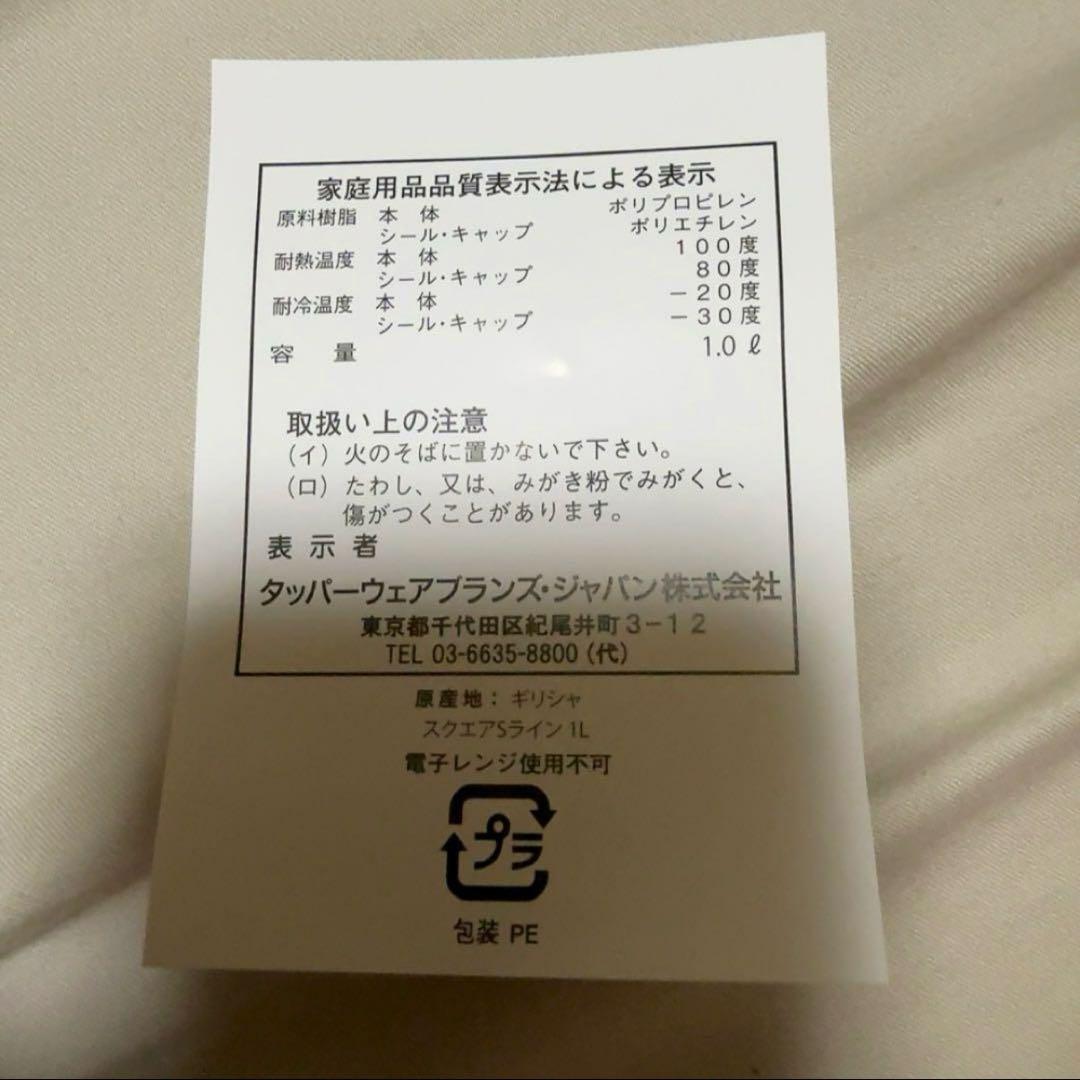 家庭用品品質表示法による表示
原料樹脂 本 体 ポリプロピレン
シール・キャップ ポリエチレン
耐熱温度 本 体 100度
シール・キャップ 80度
耐冷温度 本 体 −20度
シール・キャップ −30度
容 量 1.0 ℓ
取扱い上の注意
(イ) 火のそばに置かないで下さい。
(ロ) たわし、又は、みがき粉でみがくと、
傷がつくことがあります。
表 示 者
タッパーウェアブランズ・ジャパン株式会社
東京都千代田区紀尾井町3−12
TEL 03-6635-8800 (代)
原産地: ギリシャ
スクエアSライン 1L
電子レンジ使用不可
プラ
包装 PE